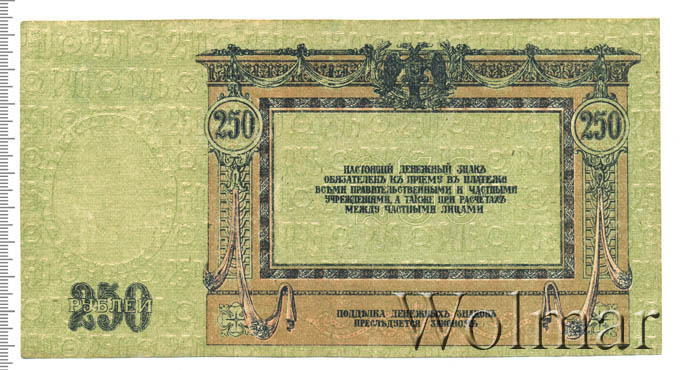 250
250
НАСТОЯЩІЙ ДЕНЕЖНЫЙ ЗНАКЪ
ОБЯЗАТЕЛЕНЪ КЪ ПРІЕМУ ВЪ ПЛАТЕЖИ
ВСѢМИ ПРАВИТЕЛЬСТВЕННЫМИ И ЧАСТНЫМИ
УЧРЕЖДЕНІЯМИ, А ТАКЖЕ ПРИ РАСЧЕТАХЪ
МЕЖДУ ЧАСТНЫМИ ЛИЦАМИ
250
РУБЛЕЙ
ПОДДѢЛКА ДЕНЕЖНЫХЪ ЗНАКОВЪ
ПРЕСЛѢДУЕТСЯ ЗАКОНОМЪ
Wolmar